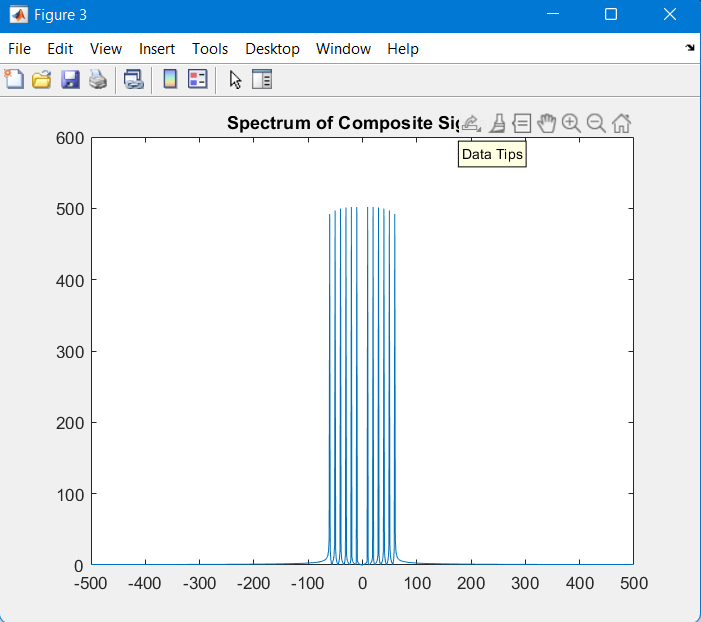 Figure 3
File Edit View Insert Tools Desktop Window Help
Spectrum of Composite
Data Tips
600
500
400
300
200
100
0
-500 -400 -300 -200 -100 0 100 200 300 400 500